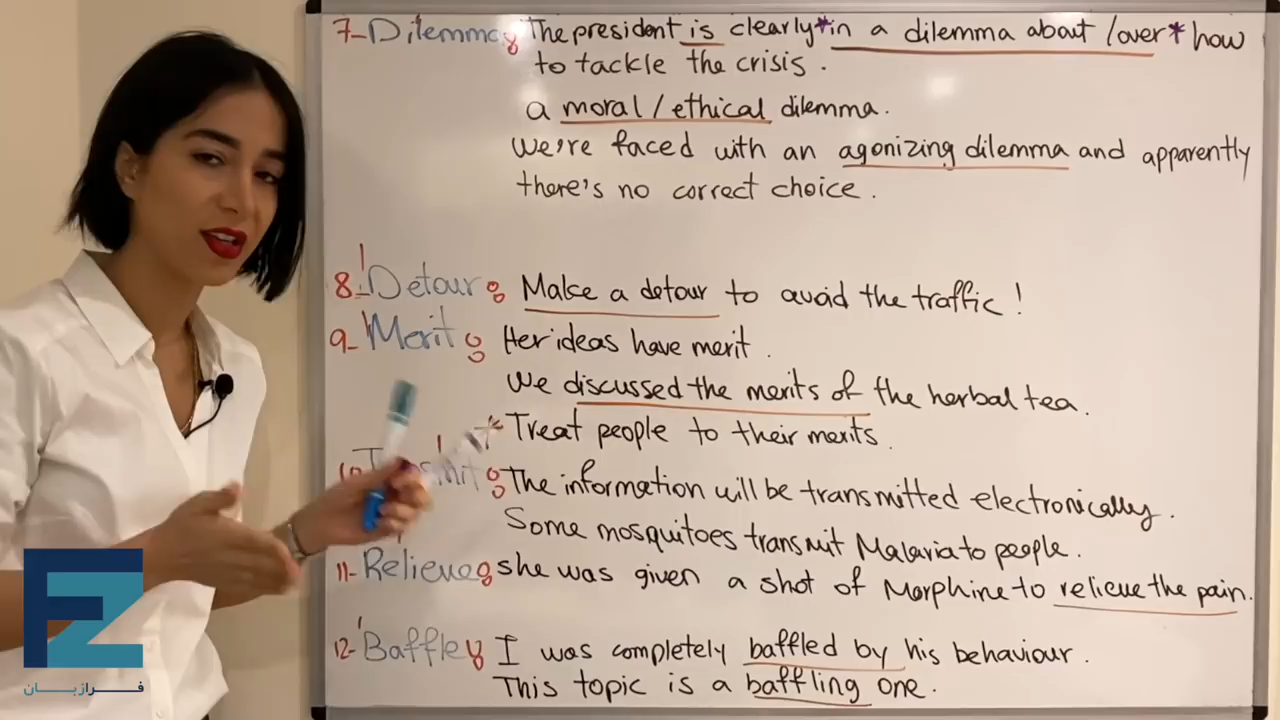 7- Dilemma: The president is clearly *in a dilemma about /over* how
to tackle the crisis.
a moral / ethical dilemma.
We're faced with an agonizing dilemma and apparently
there's no correct choice.
8- Detour: Make a detour to avoid the traffic!
9- Merit: Her ideas have merit.
We discussed the merits of the herbal tea.
* Treat people to their merits.
The information will be transmitted electronically.
Some mosquitoes transmit Malaria to people.
11- Relieve: she was given a shot of Morphine to relieve the pain.
12- Baffle: I was completely baffled by his behaviour.
This topic is a baffling one.
FZ
فرازبان